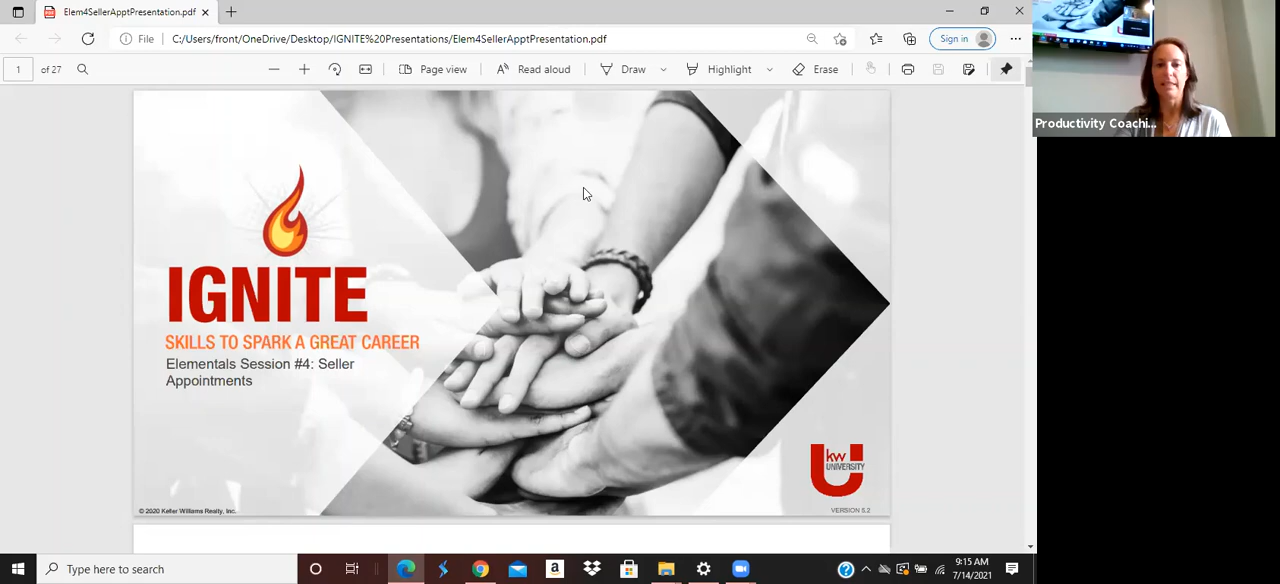 Elem4SellerApptPresentation.pdf
File
C:/Users/front/OneDrive/Desktop/IGNITE%20Presentations/Elem4SellerApptPresentation.pdf
Sign in
1
of 27
Page view
Read aloud
Draw
Highlight
Erase
Productivity Coachi...
IGNITE
SKILLS TO SPARK A GREAT CAREER
Elementals Session #4: Seller
Appointments
kw
UNIVERSITY
© 2020 Keller Williams Realty, Inc.
VERSION 5.2
Type here to search
9:15 AM
7/14/2021